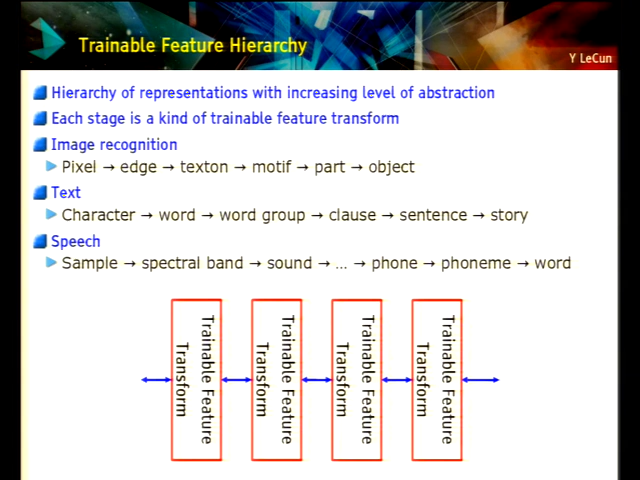 Trainable Feature Hierarchy
Y LeCun
Hierarchy of representations with increasing level of abstraction
Each stage is a kind of trainable feature transform
Image recognition
Pixel → edge → texton → motif → part → object
Text
Character → word → word group → clause → sentence → story
Speech
Sample → spectral band → sound → ... → phone → phoneme → word
Trainable Feature
Transform
Trainable Feature
Transform
Trainable Feature
Transform
Trainable Feature
Transform